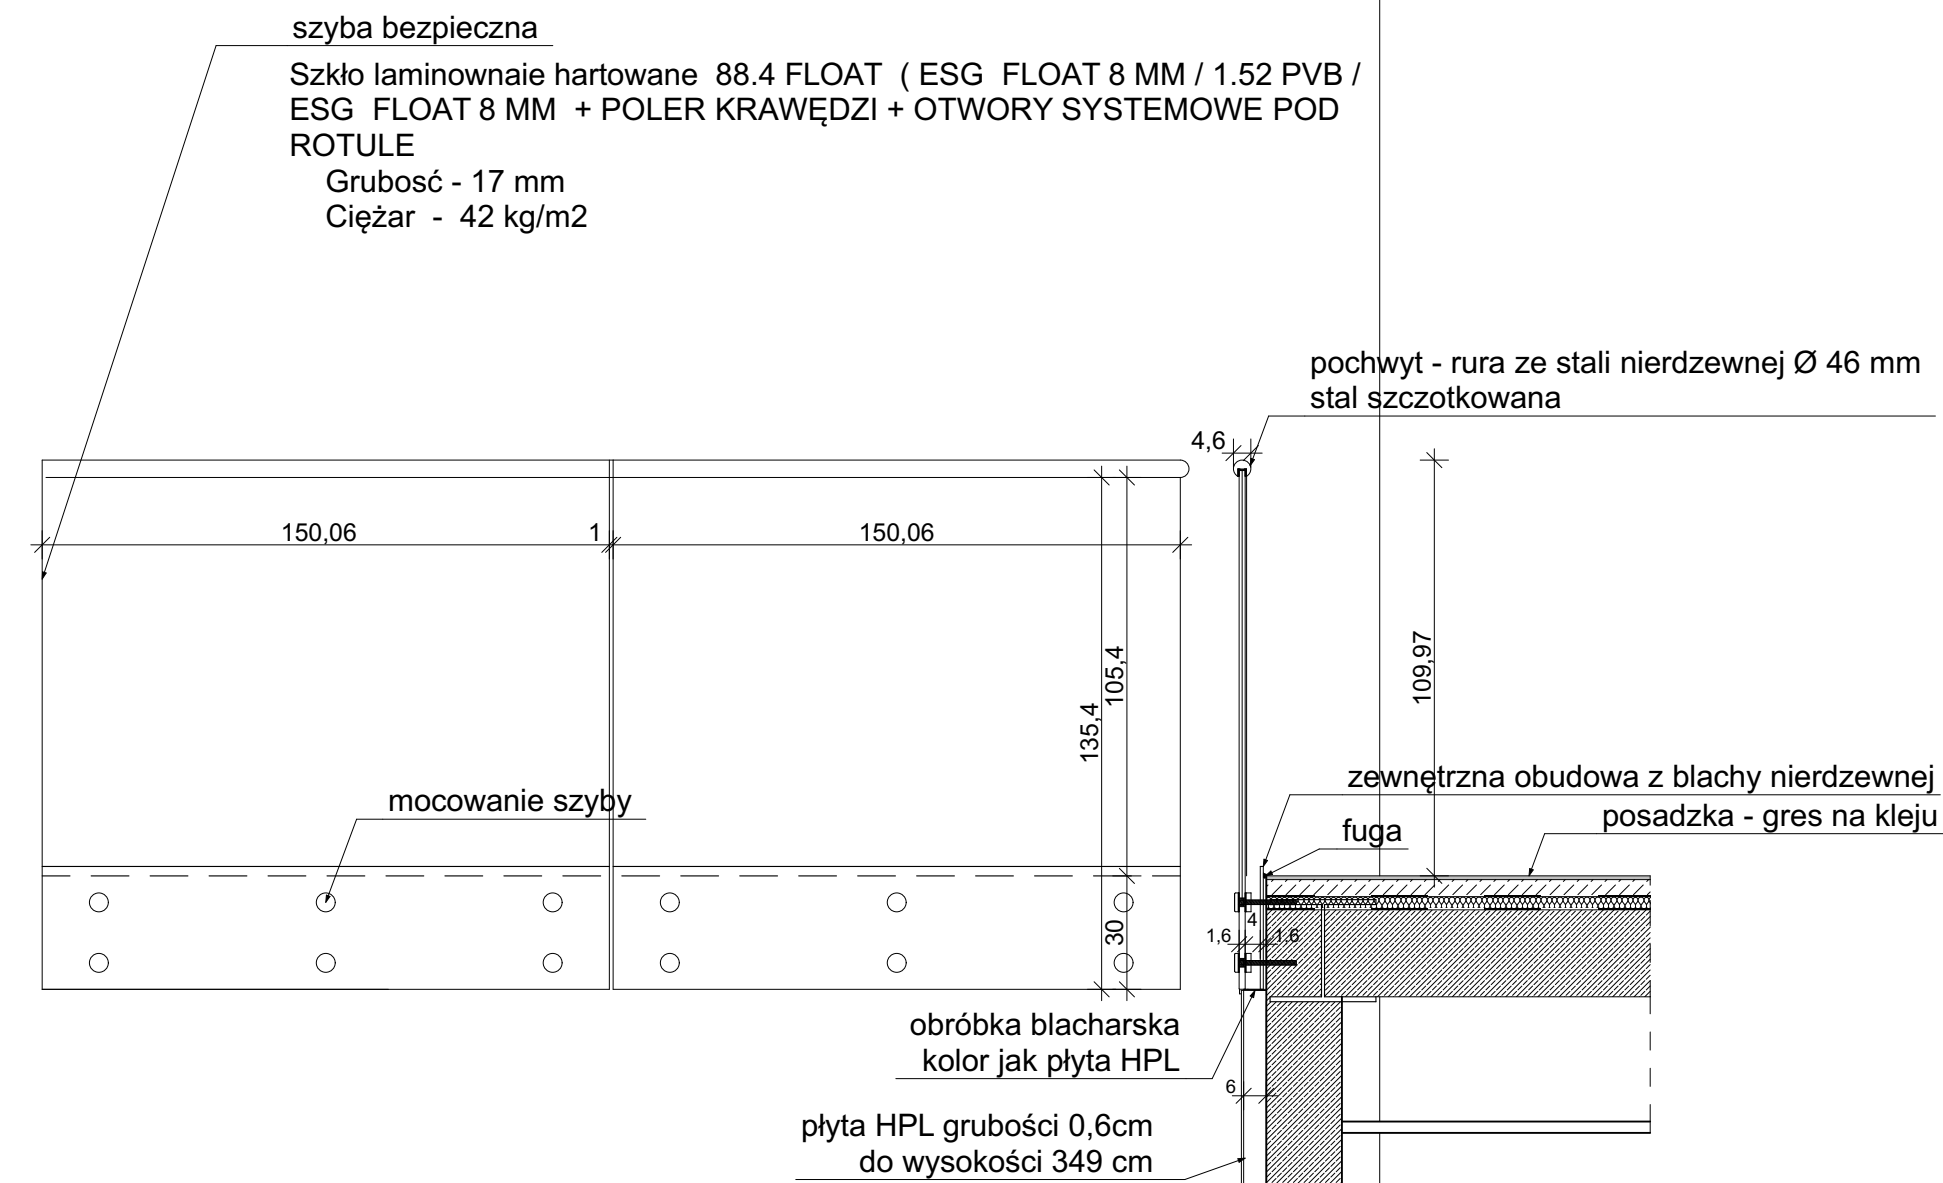 szyba bezpieczna
Szkło laminownaie hartowane 88.4 FLOAT ( ESG FLOAT 8 MM / 1.52 PVB /
ESG FLOAT 8 MM + POLER KRAWĘDZI + OTWORY SYSTEMOWE POD
ROTULE
Grubosć - 17 mm
Ciężar - 42 kg/m2
pochwyt - rura ze stali nierdzewnej Ø 46 mm
stal szczotkowana
4,6
150,06
1
150,06
109,97
105,4
135,4
zewnętrzna obudowa z blachy nierdzewnej
mocowanie szyby
posadzka - gres na kleju
fuga
4
30
1,6
1,6
obróbka blacharska
kolor jak płyta HPL
6
płyta HPL grubości 0,6cm
do wysokości 349 cm